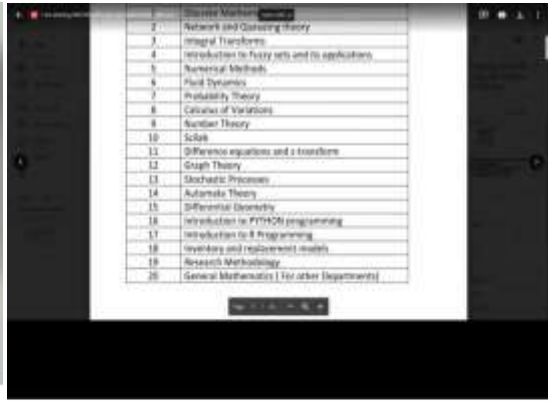 1 Discrete Mathem
2 Network and Queuing theory
3 Integral Transforms
4 Introduction to Fuzzy sets and its applications
5 Numerical Methods
6 Fluid Dynamics
7 Probability Theory
8 Calculus of Variations
9 Number Theory
10 Scilab
11 Difference equations and z-transform
12 Graph Theory
13 Stochastic Processes
14 Automata Theory
15 Differential Geometry
16 Introduction to PYTHON programming
17 Introduction to R Programming
18 Inventory and replacement models
19 Research Methodology
20 General Mathematics ( For other Departments)
Page